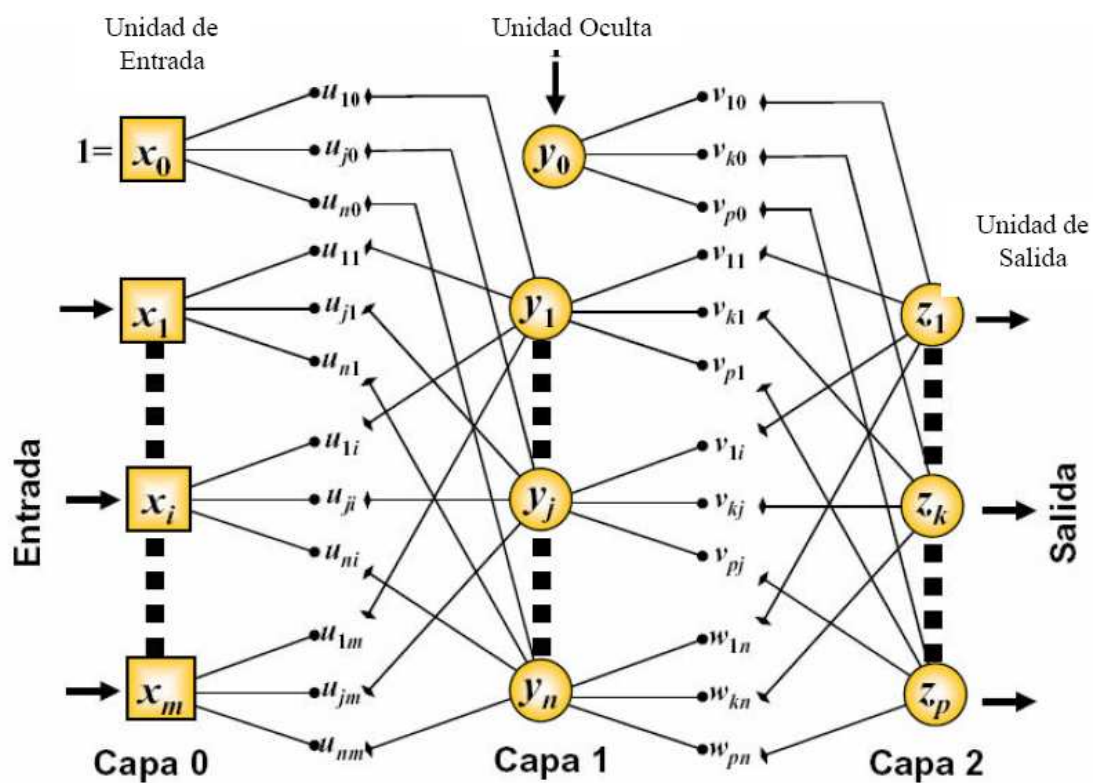 Unidad de
Entrada
Unidad Oculta
1=
x0
u10
uj0
un0
y0
v10
vk0
vp0
Unidad de
Salida
x1
u11
uj1
un1
y1
v11
vk1
vp1
z1
Entrada
xi
u1i
uji
uni
yj
v1i
vkj
vpj
zk
Salida
xm
u1m
ujm
unm
yn
w1n
wkn
wpn
zp
Capa 0
Capa 1
Capa 2